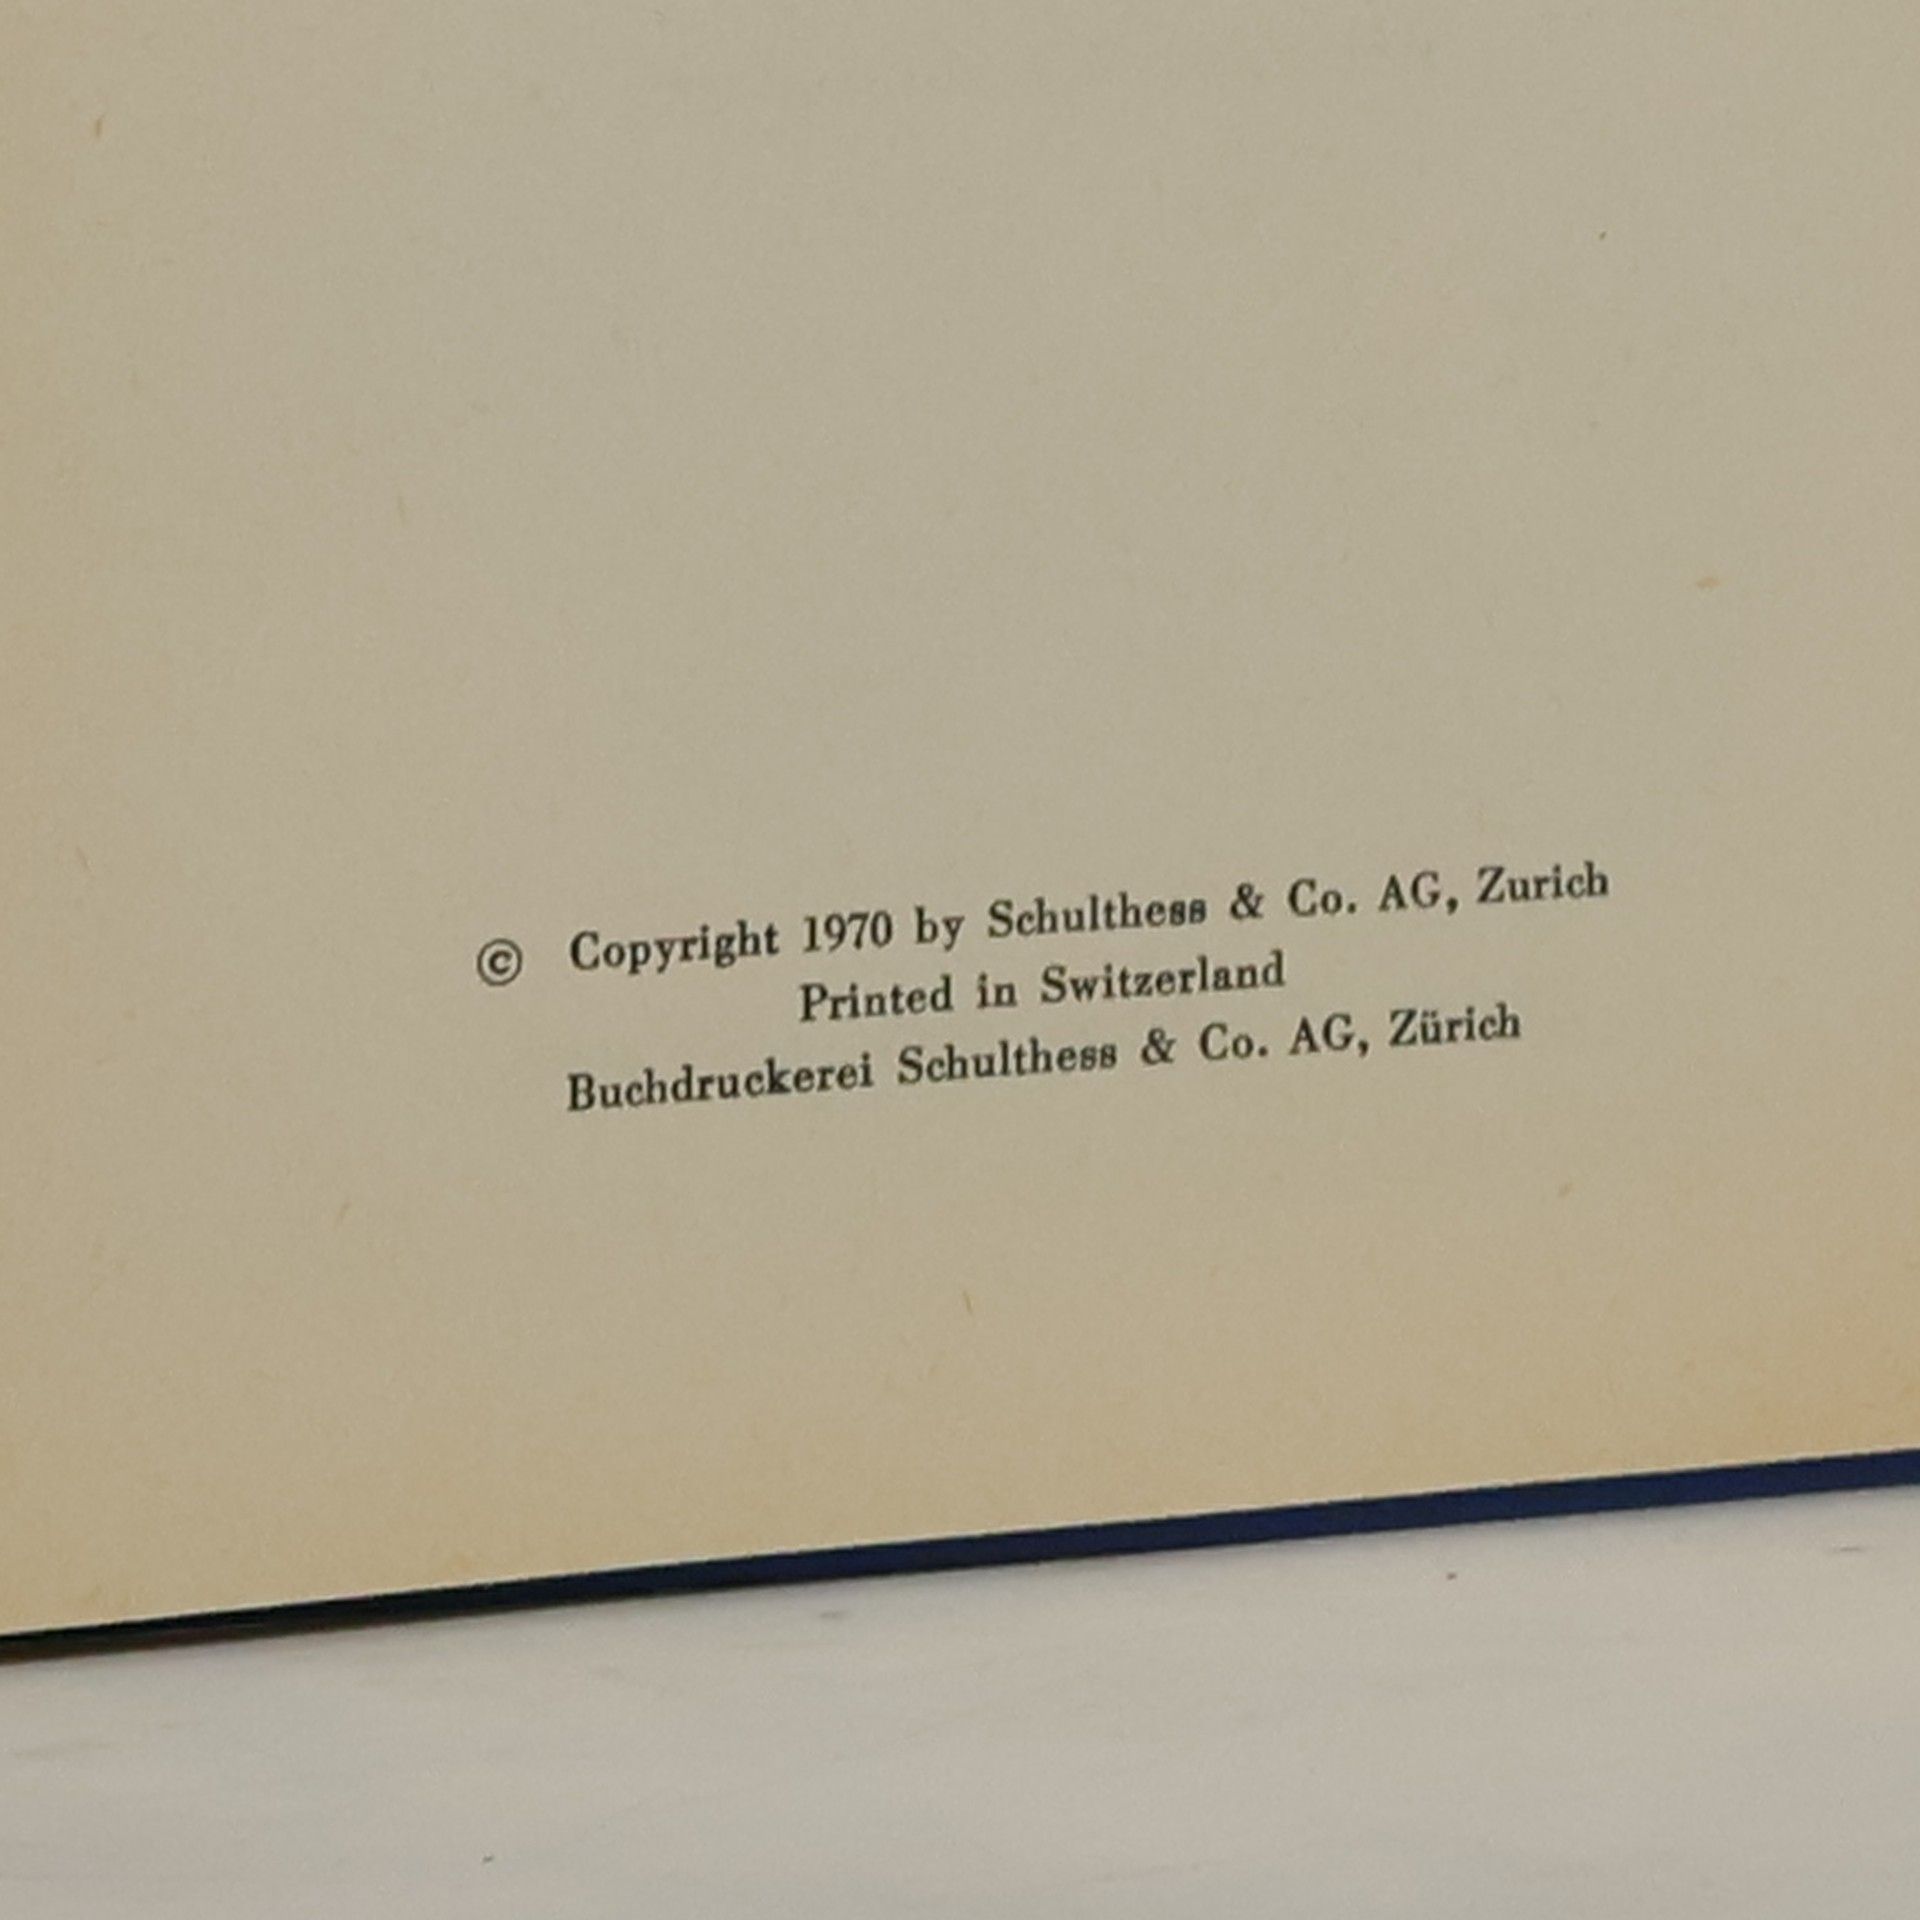 © Copyright 1970 by Schulthess & Co. AG, Zurich
Printed in Switzerland
Buchdruckerei Schulthess & Co. AG, Zürich